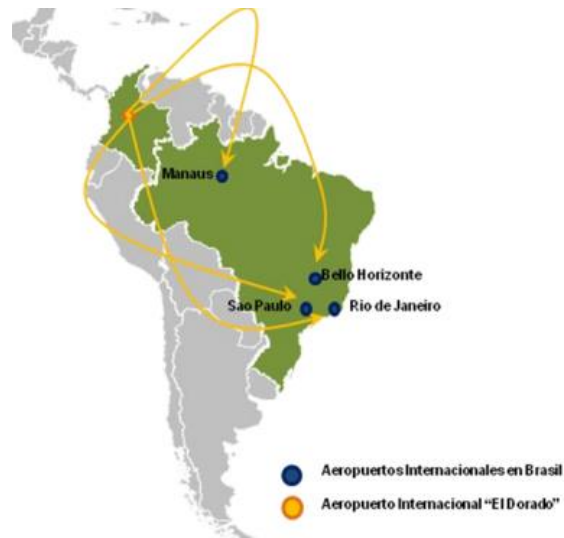 Manaus
Bello Horizonte
Sao Paulo
Rio de Janeiro
Aeropuertos Internacionales en Brasil
Aeropuerto Internacional “El Dorado”